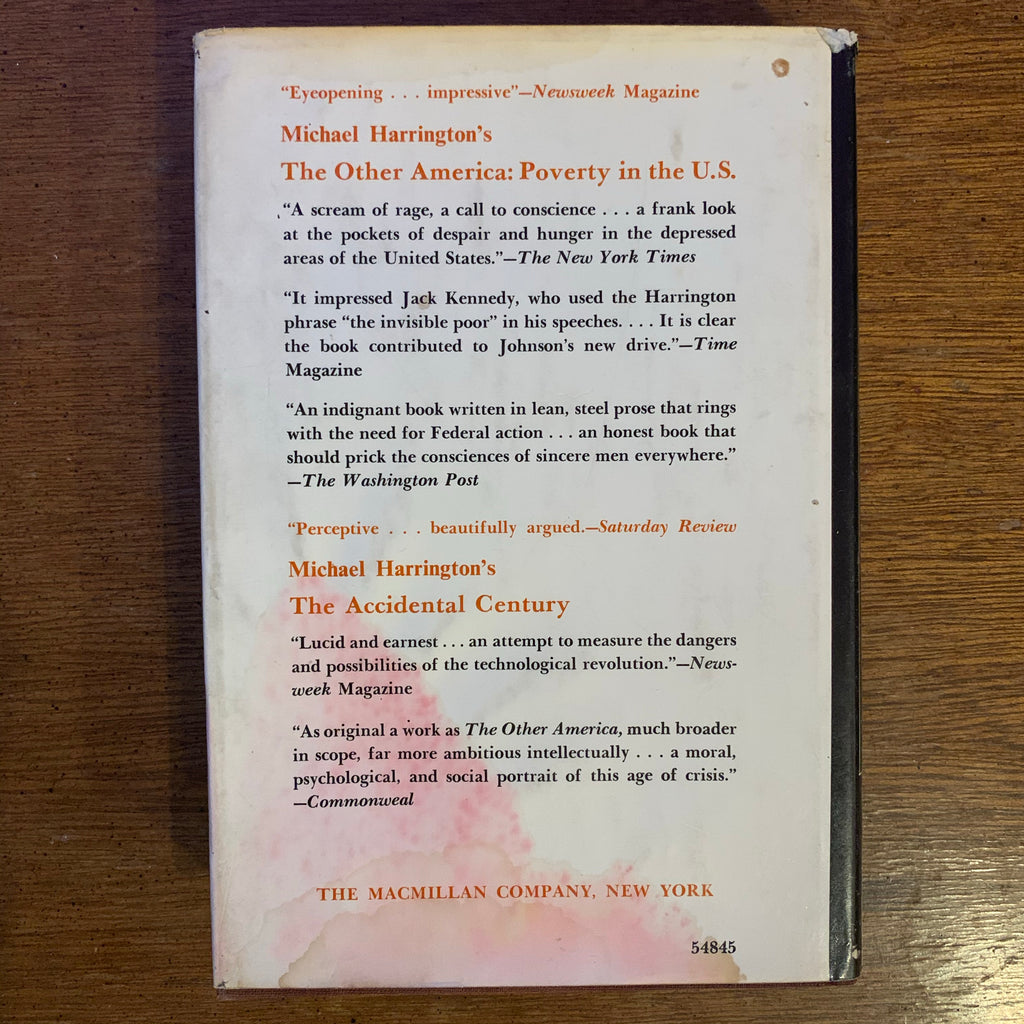 “Eyeopening . . . impressive”—Newsweek Magazine
Michael Harrington’s
The Other America: Poverty in the U.S.
“A scream of rage, a call to conscience . . . a frank look
at the pockets of despair and hunger in the depressed
areas of the United States.”—The New York Times
“It impressed Jack Kennedy, who used the Harrington
phrase “the invisible poor” in his speeches. . . . It is clear
the book contributed to Johnson’s new drive.”—Time
Magazine
“An indignant book written in lean, steel prose that rings
with the need for Federal action . . . an honest book that
should prick the consciences of sincere men everywhere.”
—The Washington Post
“Perceptive . . . beautifully argued.—Saturday Review
Michael Harrington’s
The Accidental Century
“Lucid and earnest . . . an attempt to measure the dangers
and possibilities of the technological revolution.”—News-
week Magazine
“As original a work as The Other America, much broader
in scope, far more ambitious intellectually . . . a moral,
psychological, and social portrait of this age of crisis.”
—Commonweal
THE MACMILLAN COMPANY, NEW YORK
54845